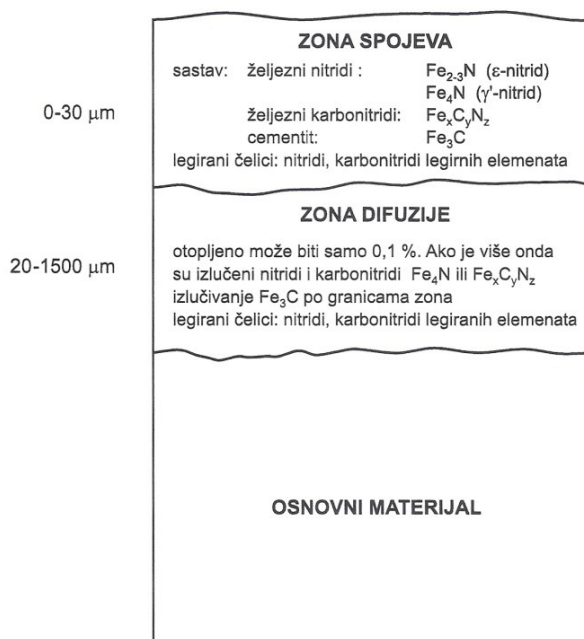 ZONA SPOJEVA
sastav: željezni nitridi : Fe₂₋₃N (ε-nitrid)
Fe₄N (γ'-nitrid)
0-30 μm
željezni karbonitridi: FeₓCᵧN_z
cementit: Fe₃C
legirani čelici: nitridi, karbonitridi legirnih elemenata
ZONA DIFUZIJE
otopljeno može biti samo 0,1 %. Ako je više onda
20-1500 μm
su izlučeni nitridi i karbonitridi Fe₄N ili FeₓCᵧN_z
izlučivanje Fe₃C po granicama zona
legirani čelici: nitridi, karbonitridi legiranih elemenata
OSNOVNI MATERIJAL